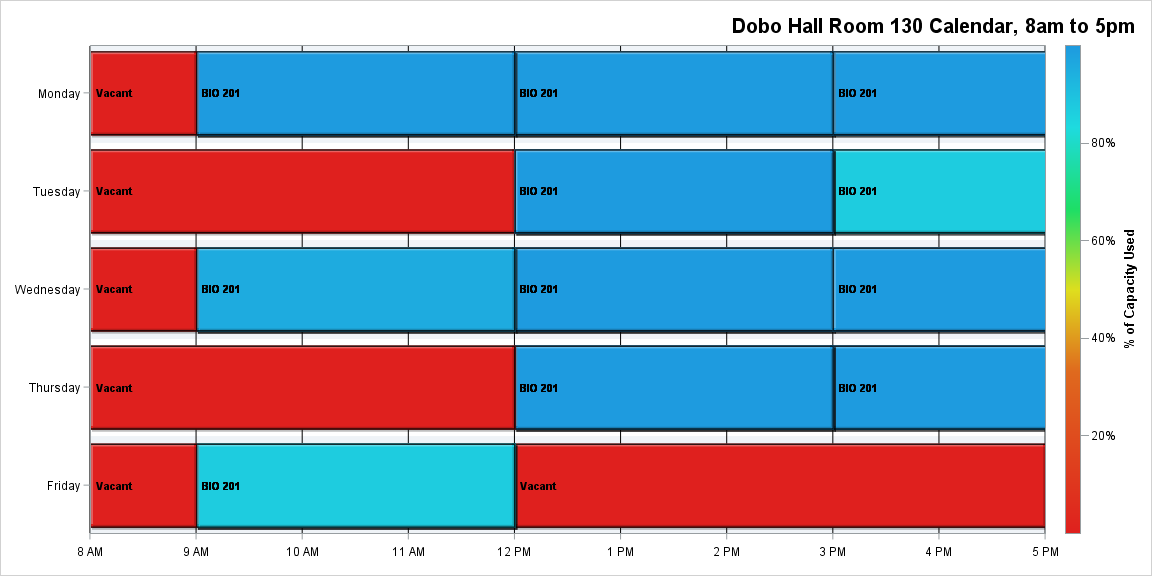 Dobo Hall Room 130 Calendar, 8am to 5pm
Monday
Vacant
BIO 201
BIO 201
BIO 201
Tuesday
Vacant
BIO 201
BIO 201
Wednesday
Vacant
BIO 201
BIO 201
BIO 201
Thursday
Vacant
BIO 201
BIO 201
Friday
Vacant
BIO 201
Vacant
8 AM
9 AM
10 AM
11 AM
12 PM
1 PM
2 PM
3 PM
4 PM
5 PM
80%
60%
40%
20%
% of Capacity Used